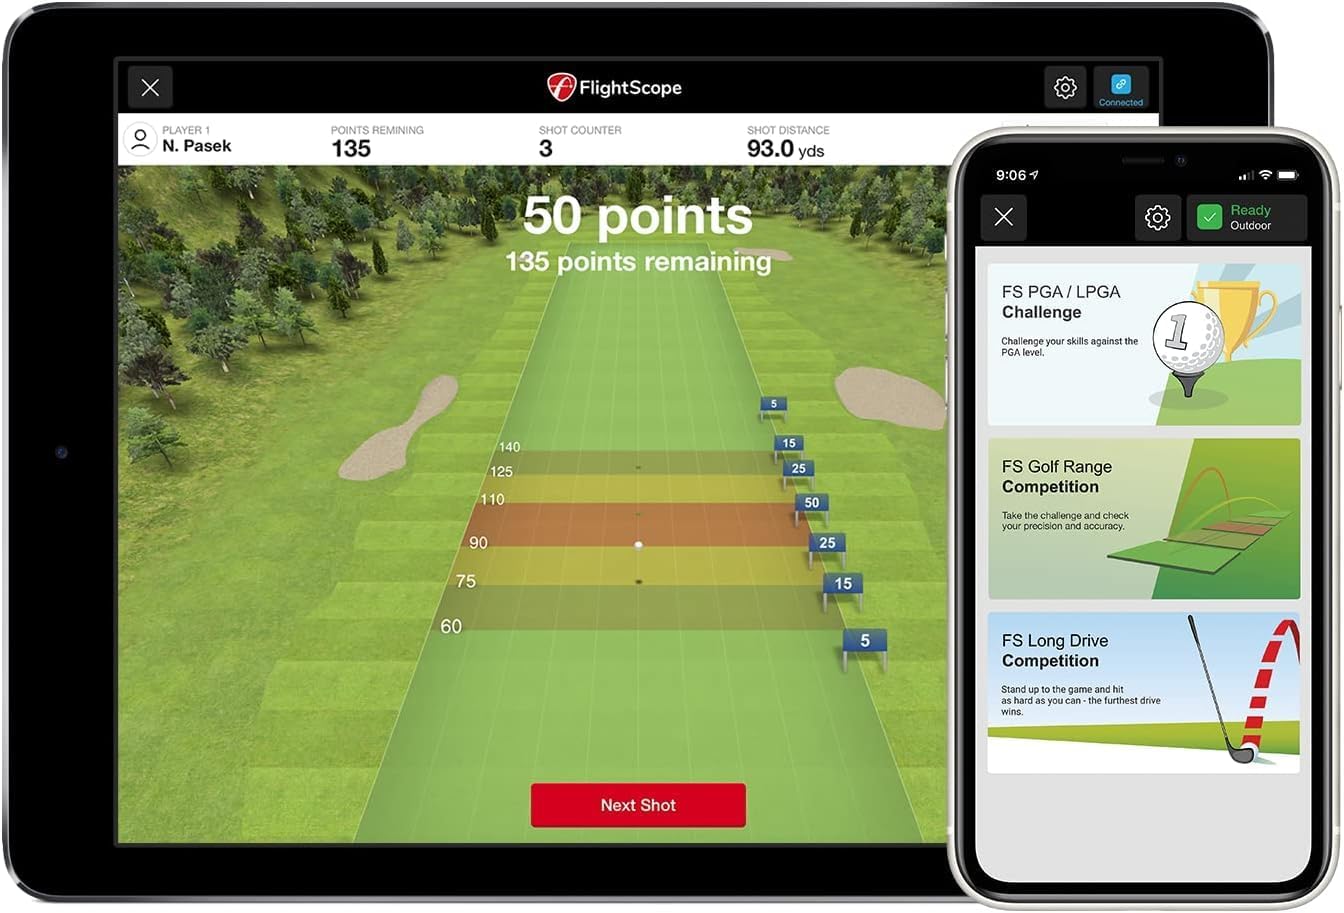 FlightScope
Connected
PLAYER 1
N. Pasek
POINTS REMINING
135
SHOT COUNTER
3
SHOT DISTANCE
93.0 yds
50 points
135 points remaining
5
15
25
50
25
15
5
140
125
110
90
75
60
Next Shot
9:06
Ready
Outdoor
FS PGA / LPGA
Challenge
Challenge your skills against the
PGA level.
1
FS Golf Range
Competition
Take the challenge and check
your precision and accuracy.
FS Long Drive
Competition
Stand up to the game and hit
as hard as you can - the furthest drive
wins.